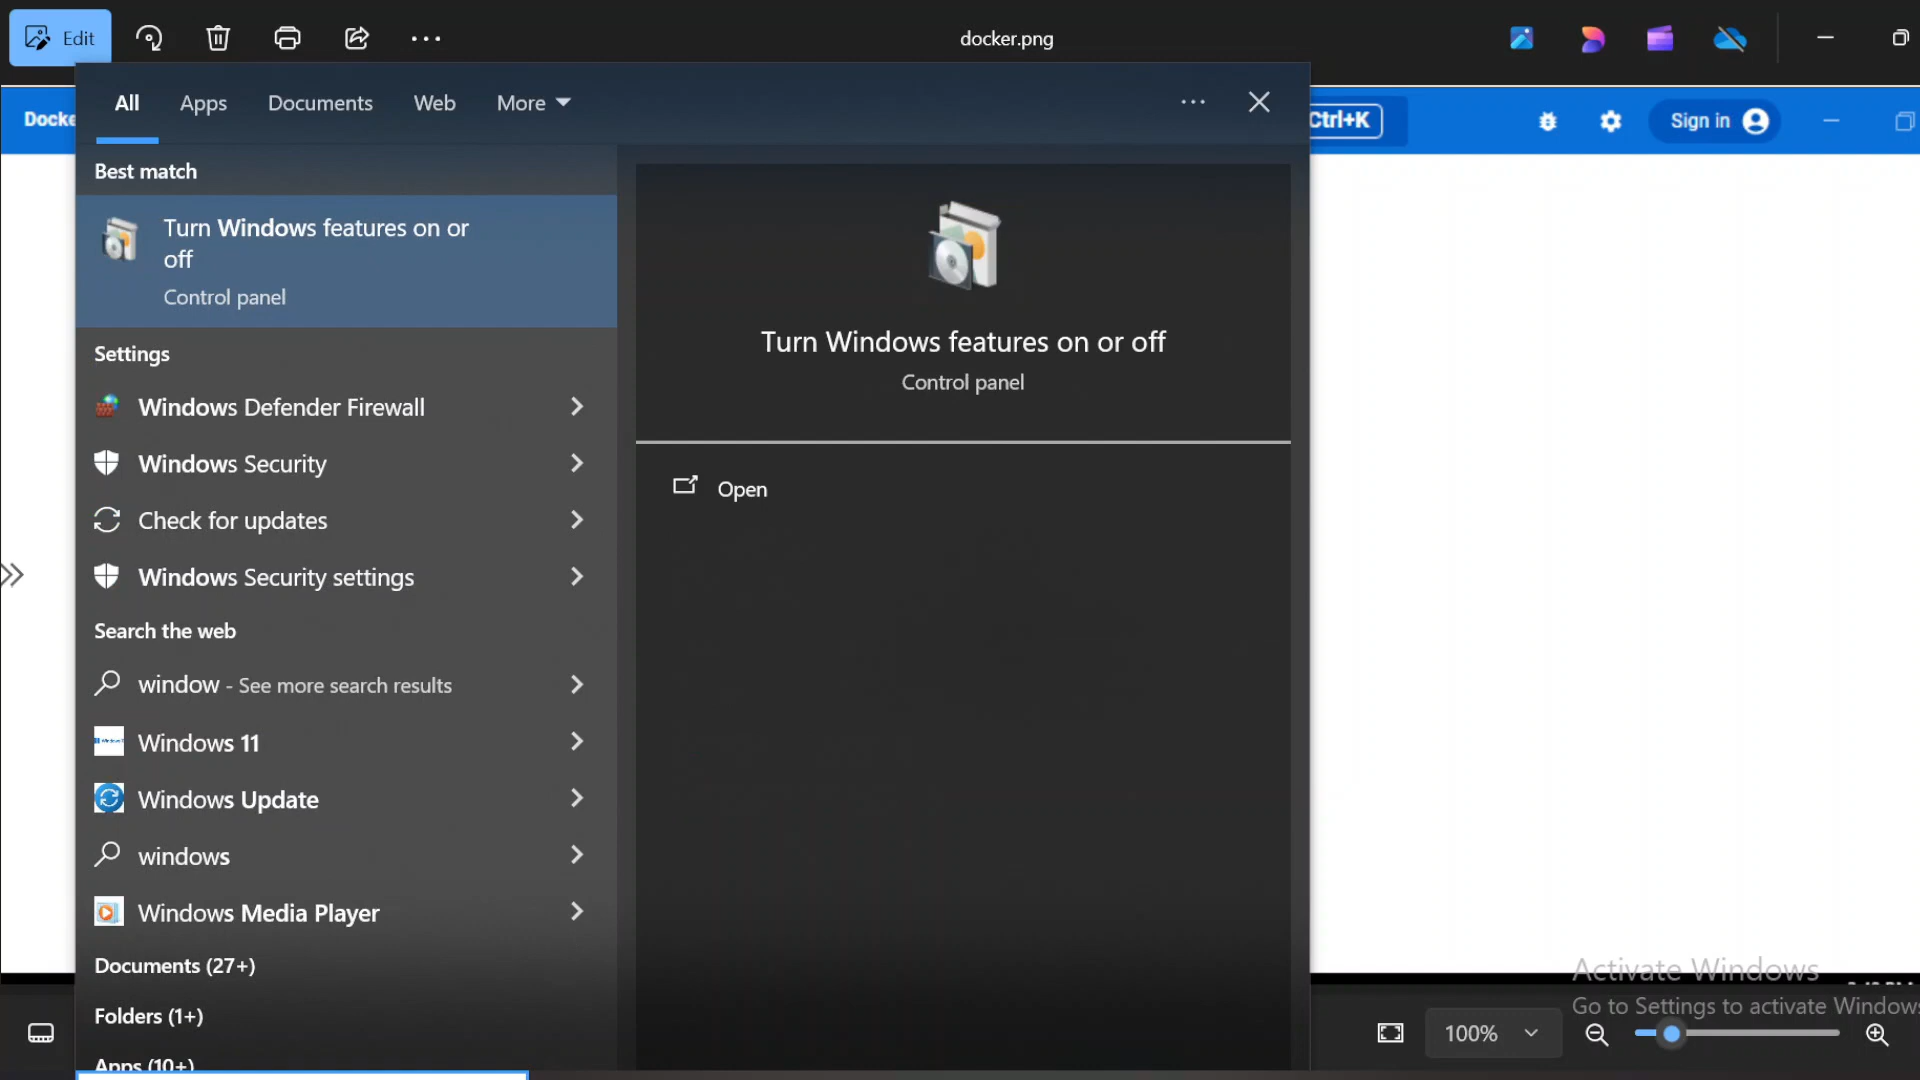 Edit
docker.png
All
Apps
Documents
Web
More
Docke
Ctrl+K
Sign in
Best match
Turn Windows features on or
off
Control panel
Settings
Windows Defender Firewall
Windows Security
Check for updates
Windows Security settings
Search the web
window - See more search results
Windows 11
Windows Update
windows
Windows Media Player
Documents (27+)
Folders (1+)
Apps (10+)
Turn Windows features on or off
Control panel
Open
Activate Windows
Go to Settings to activate Windows
100%